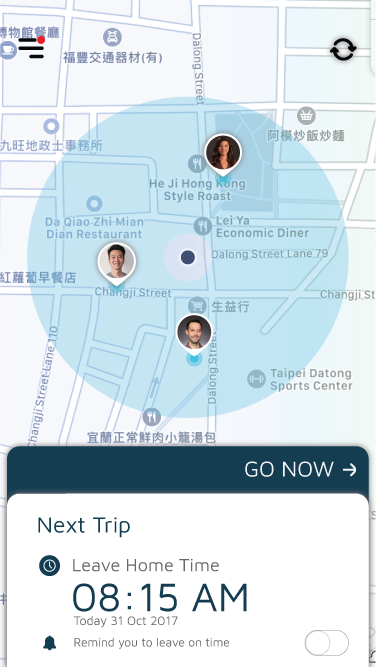 博物館餐廳
福豐交通器材(有)
Dalong Street
阿模炒飯炒麵
九旺地政士事務所
He Ji Hong Kong
Style Roast
Da Qiao Zhi Mian
Dian Restaurant
Lei Ya
Economic Diner
Dalong Street Lane 79
紅蘿蔔早餐店
Changji Street
Changji St
生益行
Dalong Street
Changji Street Lane 110
Taipei Datong
Sports Center
宜蘭正常鮮肉小籠湯包
GO NOW
Next Trip
Leave Home Time
08:15 AM
Today 31 Oct 2017
Remind you to leave on time